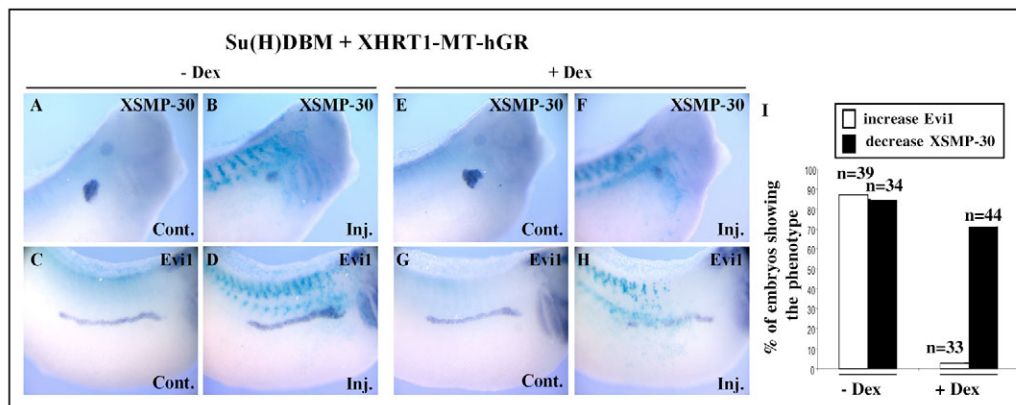 Su(H)DBM + XHRT1-MT-hGR
- Dex
+ Dex
A XSMP-30
Cont.
B XSMP-30
Inj.
E XSMP-30
Cont.
F XSMP-30
Inj.
C Evi1
Cont.
D Evi1
Inj.
G Evi1
Cont.
H Evi1
Inj.
I
increase Evi1
decrease XSMP-30
% of embryos showing
the phenotype
100
90
80
70
60
50
40
30
20
10
0
n=39
n=34
n=33
n=44
- Dex
+ Dex